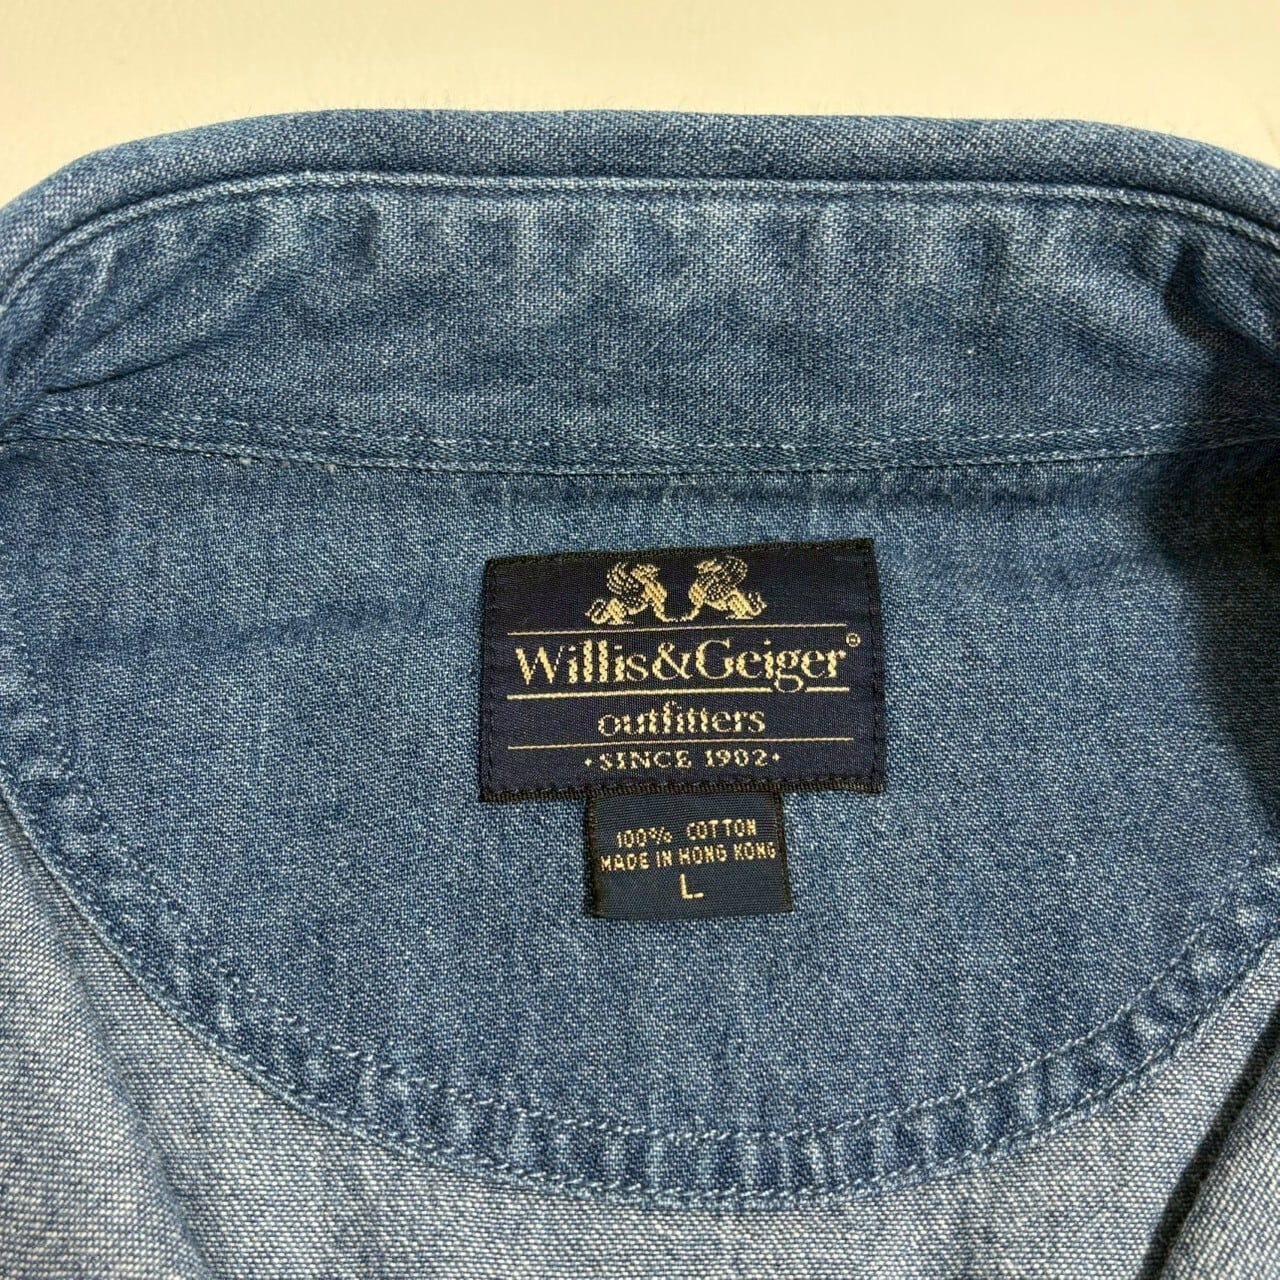 Willis&Geiger®
outfitters
·SINCE 1902·
100% COTTON
MADE IN HONG KONG
L